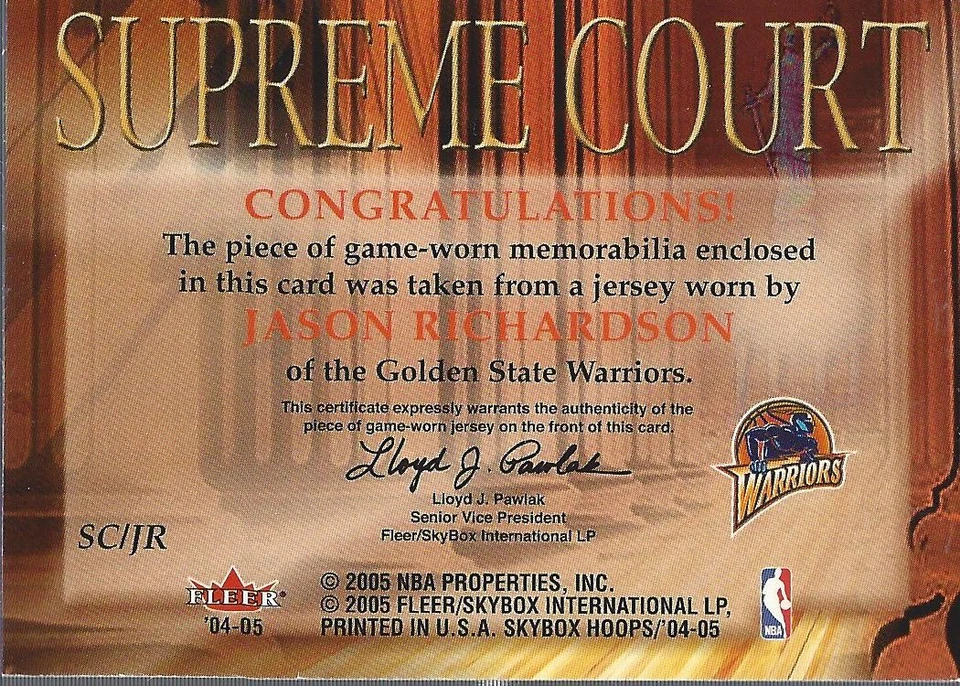 SUPREME COURT
CONGRATULATIONS!
The piece of game-worn memorabilia enclosed
in this card was taken from a jersey worn by
JASON RICHARDSON
of the Golden State Warriors.
This certificate expressly warrants the authenticity of the
piece of game-worn jersey on the front of this card.
Lloyd J. Pawlak
Lloyd J. Pawlak
Senior Vice President
Fleer/SkyBox International LP
WARRIORS
SC/JR
FLEER®
'04-05
© 2005 NBA PROPERTIES, INC.
© 2005 FLEER/SKYBOX INTERNATIONAL LP,
PRINTED IN U.S.A. SKYBOX HOOPS/'04-05
NBA